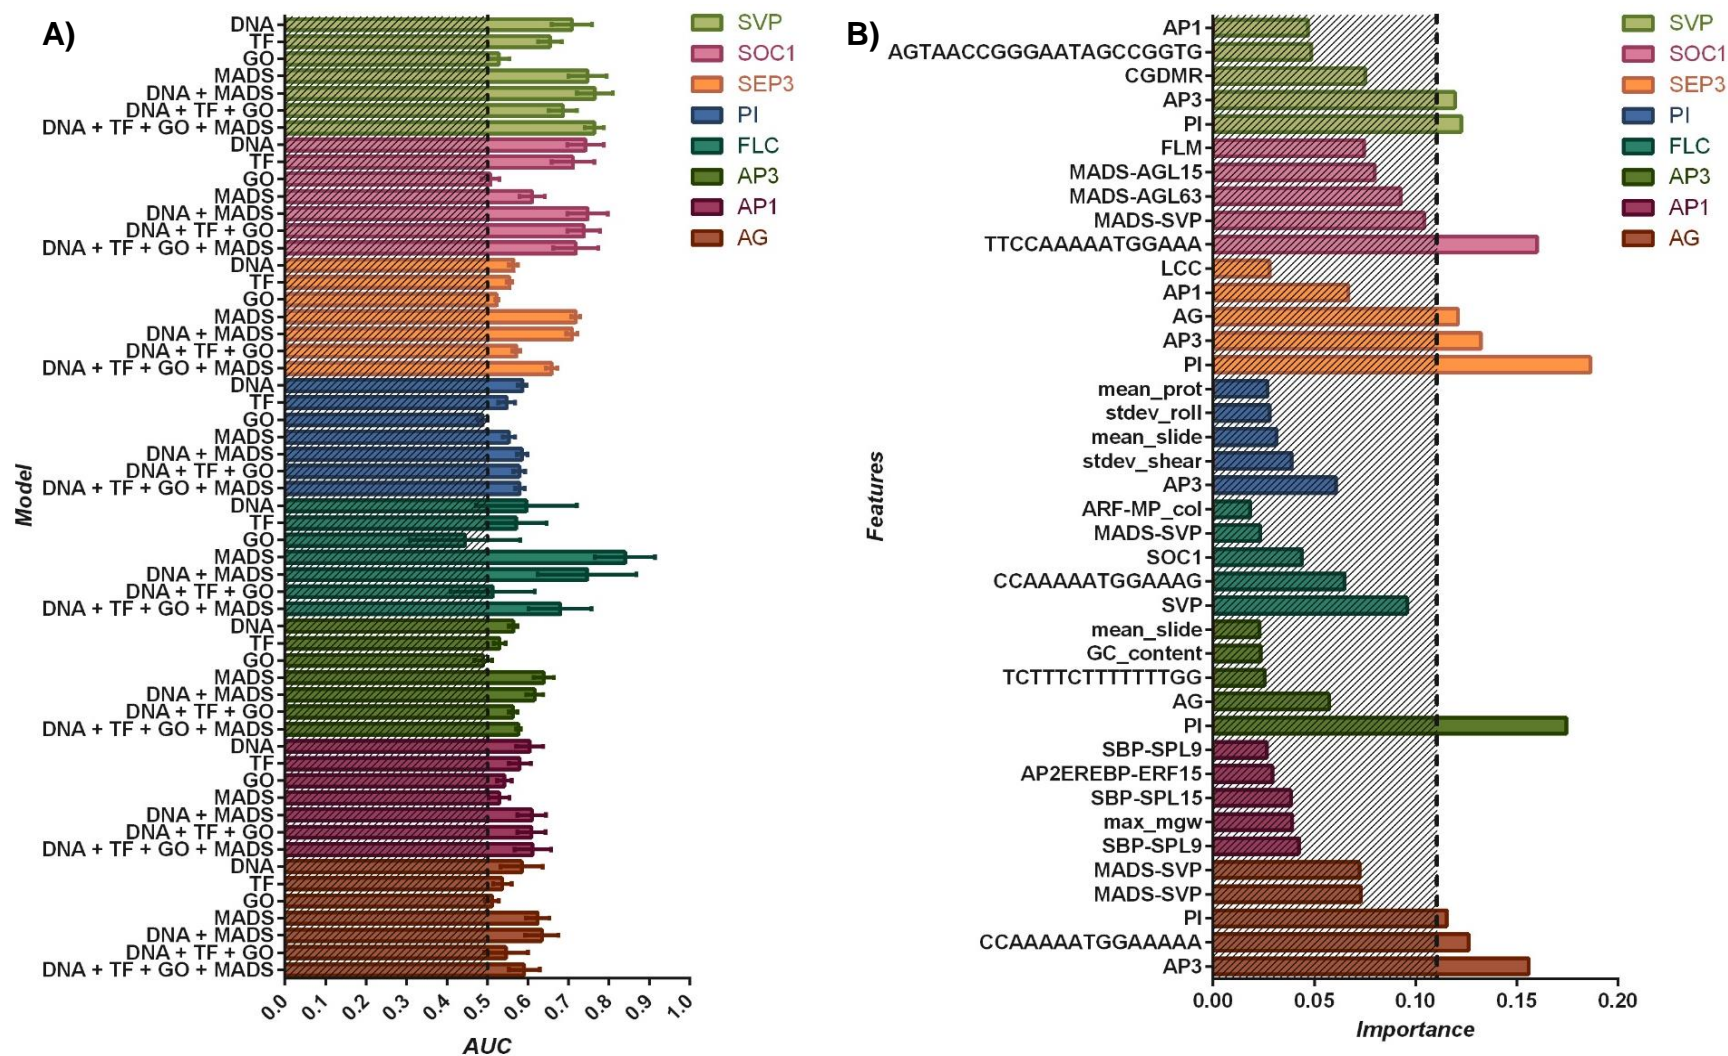 A)
Model
DNA
TF
GO
MADS
DNA + MADS
DNA + TF + GO
DNA + TF + GO + MADS
DNA
TF
GO
MADS
DNA + MADS
DNA + TF + GO
DNA + TF + GO + MADS
DNA
TF
GO
MADS
DNA + MADS
DNA + TF + GO
DNA + TF + GO + MADS
DNA
TF
GO
MADS
DNA + MADS
DNA + TF + GO
DNA + TF + GO + MADS
DNA
TF
GO
MADS
DNA + MADS
DNA + TF + GO
DNA + TF + GO + MADS
DNA
TF
GO
MADS
DNA + MADS
DNA + TF + GO
DNA + TF + GO + MADS
DNA
TF
GO
MADS
DNA + MADS
DNA + TF + GO
DNA + TF + GO + MADS
DNA
TF
GO
MADS
DNA + MADS
DNA + TF + GO
DNA + TF + GO + MADS
0.0 0.1 0.2 0.3 0.4 0.5 0.6 0.7 0.8 0.9 1.0
AUC
SVP
SOC1
SEP3
PI
FLC
AP3
AP1
AG
B)
Features
AP1
AGTAACCGGGAATAGCCGGTG
CGDMR
AP3
PI
FLM
MADS-AGL15
MADS-AGL63
MADS-SVP
TTCCAAAAATGGAAA
LCC
AP1
AG
AP3
PI
mean_prot
stdev_roll
mean_slide
stdev_shear
AP3
ARF-MP_col
MADS-SVP
SOC1
CCAAAAATGGAAAG
SVP
mean_slide
GC_content
TCTTTCTTTTTTTGG
AG
PI
SBP-SPL9
AP2EREBP-ERF15
SBP-SPL15
max_mgw
SBP-SPL9
MADS-SVP
MADS-SVP
PI
CCAAAAATGGAAAAA
AP3
0.00 0.05 0.10 0.15 0.20
Importance
SVP
SOC1
SEP3
PI
FLC
AP3
AP1
AG